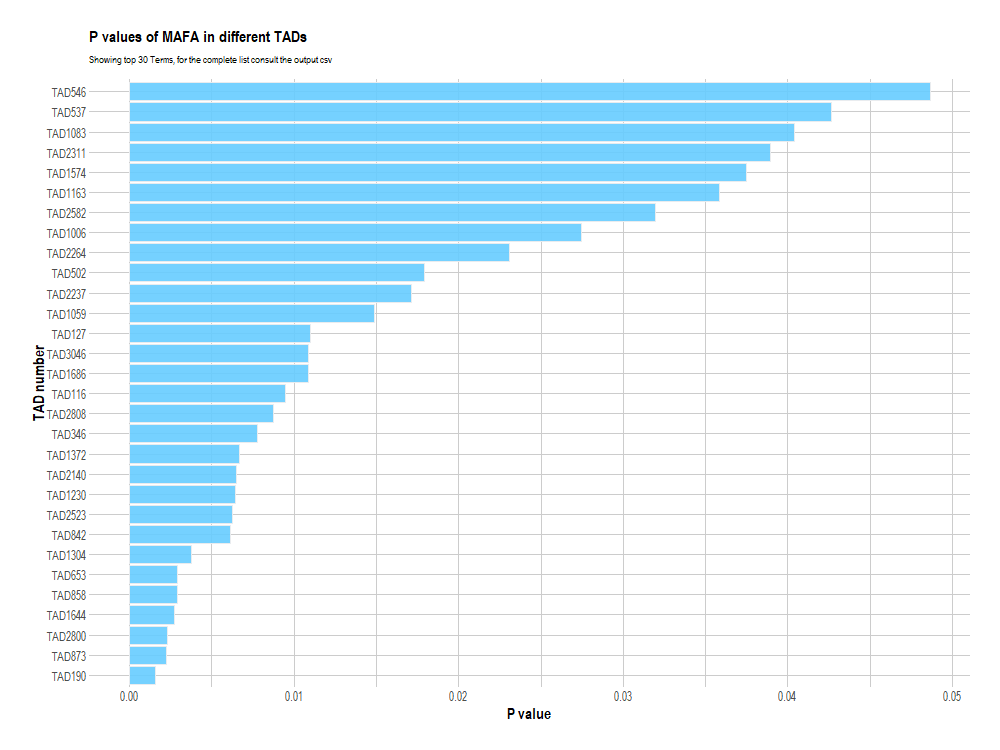 P values of MAFA in different TADs
Showing top 30 Terms, for the complete list consult the output csv
TAD546
TAD537
TAD1083
TAD2311
TAD1574
TAD1163
TAD2582
TAD1006
TAD2264
TAD502
TAD2237
TAD1059
TAD127
TAD3046
TAD1686
TAD116
TAD2808
TAD346
TAD1372
TAD2140
TAD1230
TAD2523
TAD842
TAD1304
TAD653
TAD858
TAD1644
TAD2800
TAD873
TAD190
TAD number
0.00 0.01 0.02 0.03 0.04 0.05
P value